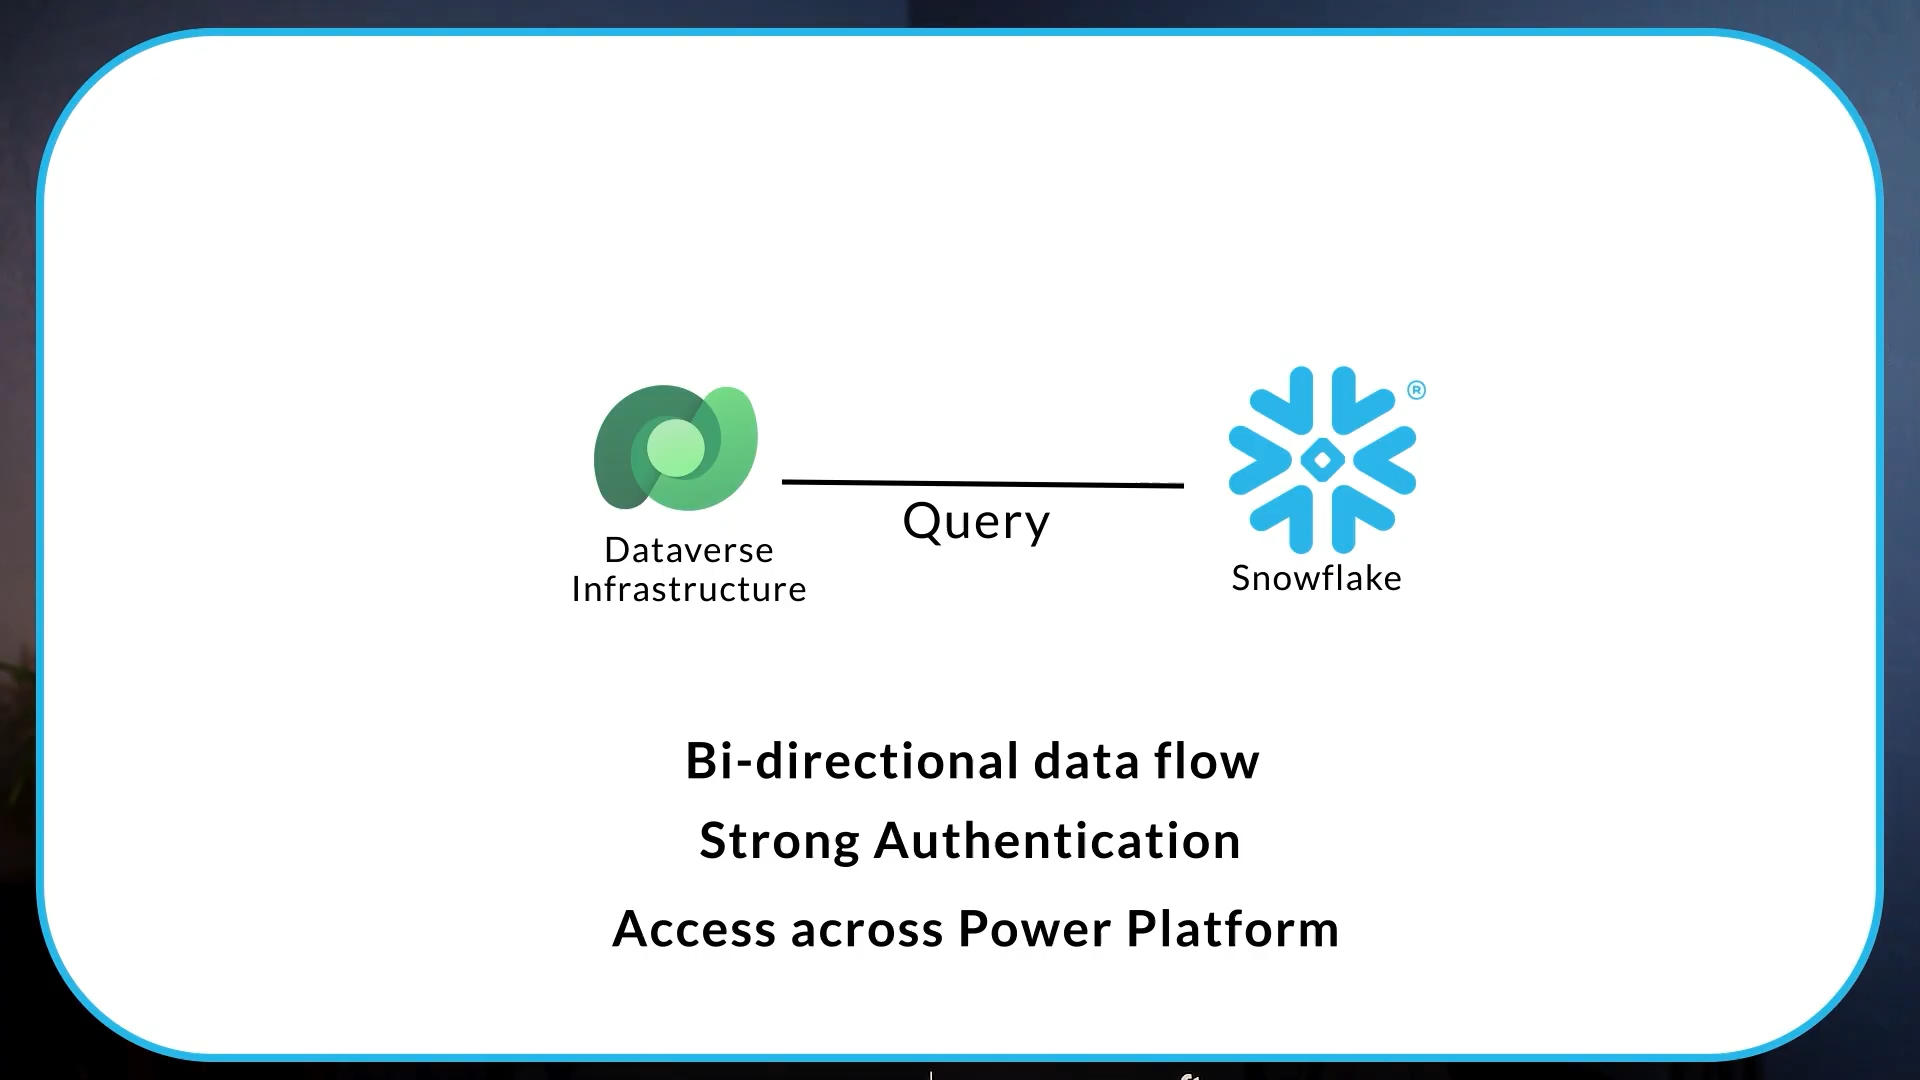 ®
Query
Dataverse
Infrastructure
Snowflake
Bi-directional data flow
Strong Authentication
Access across Power Platform